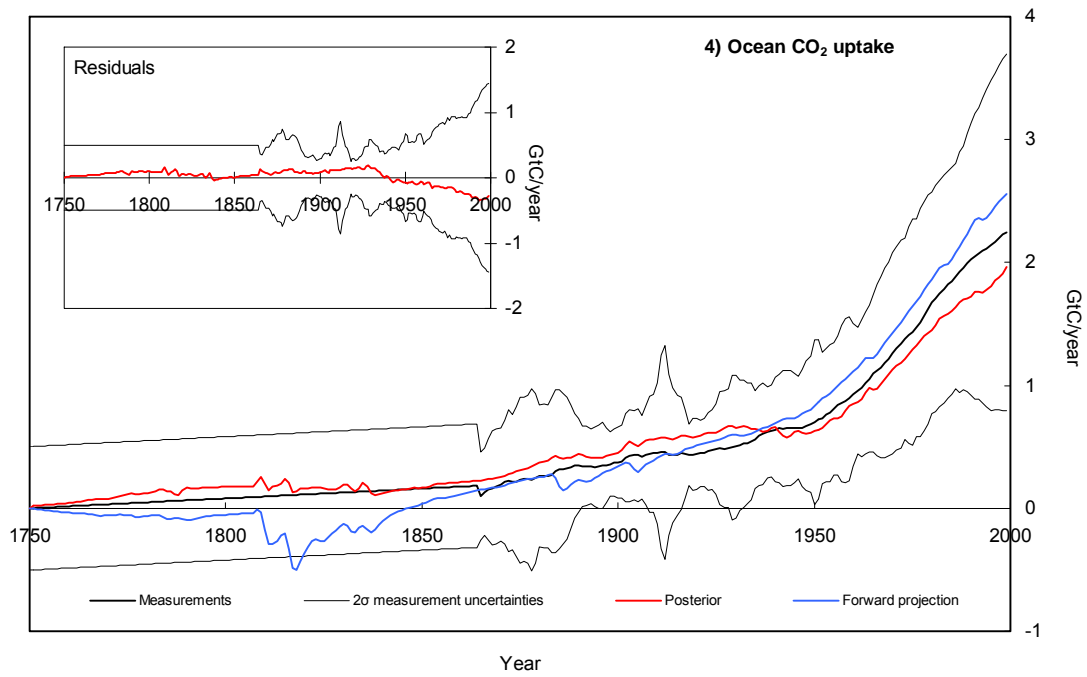 4) Ocean CO₂ uptake
Residuals
2
1
0
-1
-2
GtC/year
1750 1800 1850 1900 1950 2000
4
3
2
1
0
-1
GtC/year
1750 1800 1850 1900 1950 2000
Measurements 2σ measurement uncertainties Posterior Forward projection
Year